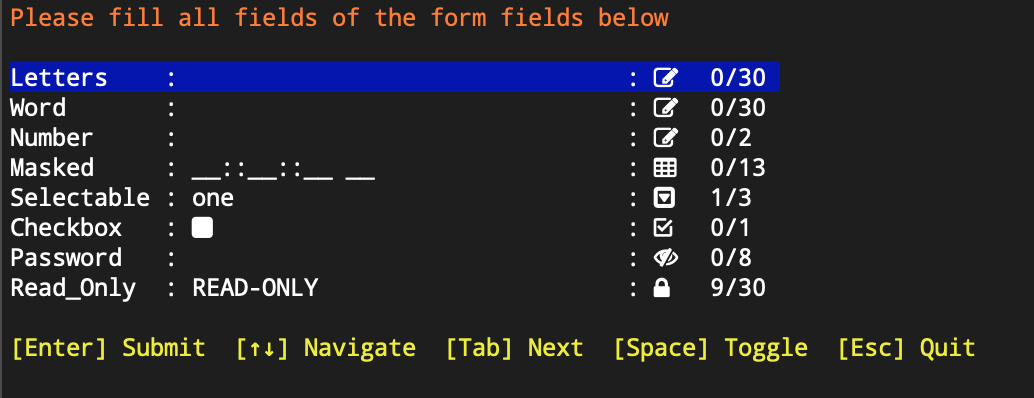 Please fill all fields of the form fields below
Letters : : 0/30
Word : : 0/30
Number : : 0/2
Masked : __::__::__ __ : 0/13
Selectable : one : 1/3
Checkbox : : 0/1
Password : : 0/8
Read_Only : READ-ONLY : 9/30
[Enter] Submit [↑↓] Navigate [Tab] Next [Space] Toggle [Esc] Quit